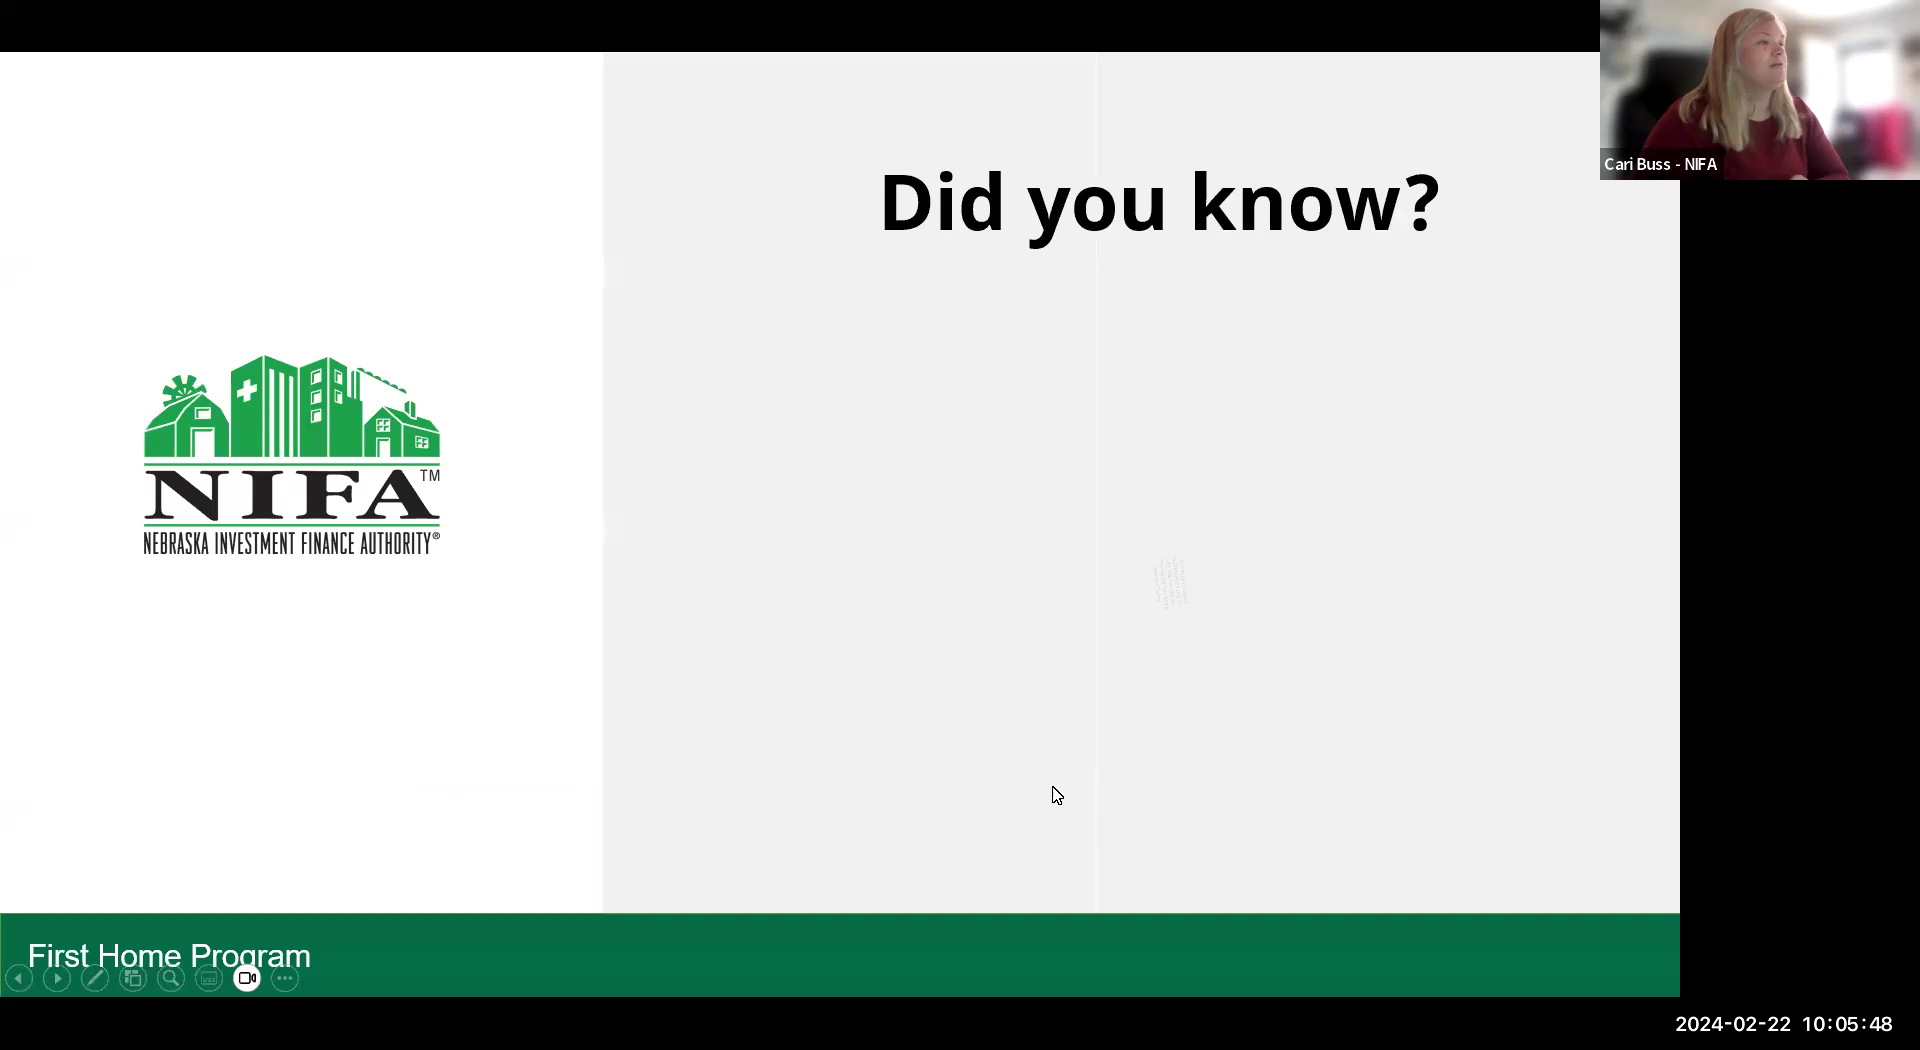 Did you know?
Cari Buss - NIFA
NIFA™
NEBRASKA INVESTMENT FINANCE AUTHORITY®
First Home Program
2024-02-22 10:05:48